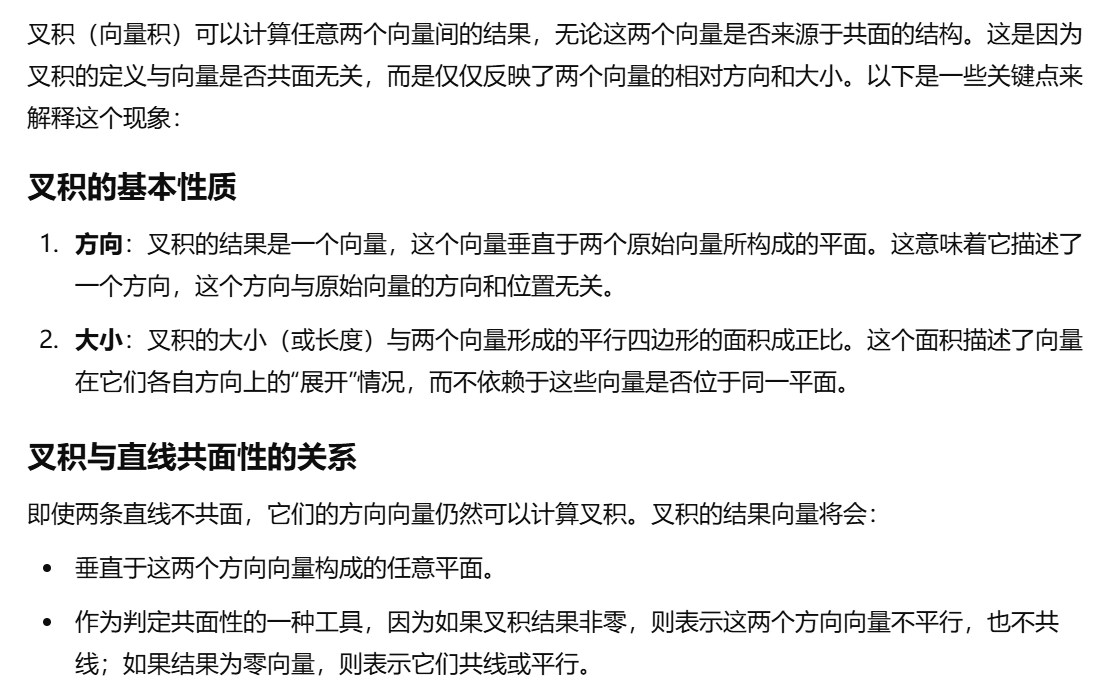 叉积（向量积）可以计算任意两个向量间的结果，无论这两个向量是否来源于共面的结构。这是因为
叉积的定义与向量是否共面无关，而是仅仅反映了两个向量的相对方向和大小。以下是一些关键点来
解释这个现象：
叉积的基本性质
1. 方向：叉积的结果是一个向量，这个向量垂直于两个原始向量所构成的平面。这意味着它描述了
一个方向，这个方向与原始向量的方向和位置无关。
2. 大小：叉积的大小（或长度）与两个向量形成的平行四边形的面积成正比。这个面积描述了向量
在它们各自方向上的“展开”情况，而不依赖于这些向量是否位于同一平面。
叉积与直线共面性的关系
即使两条直线不共面，它们的方向向量仍然可以计算叉积。叉积的结果向量将会：
• 垂直于这两个方向向量构成的任意平面。
• 作为判定共面性的一种工具，因为如果叉积结果非零，则表示这两个方向向量不平行，也不共
线；如果结果为零向量，则表示它们共线或平行。